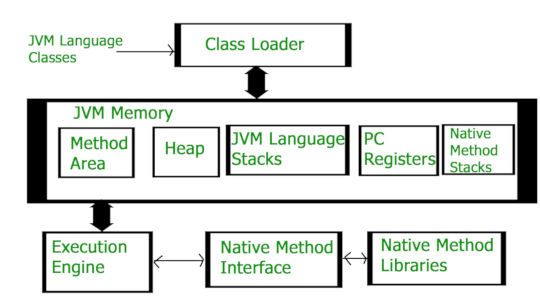 JVM Language
Classes
Class Loader
JVM Memory
Method
Area
Heap
JVM Language
Stacks
PC
Registers
Native
Method
Stacks
Execution
Engine
Native Method
Interface
Native Method
Libraries